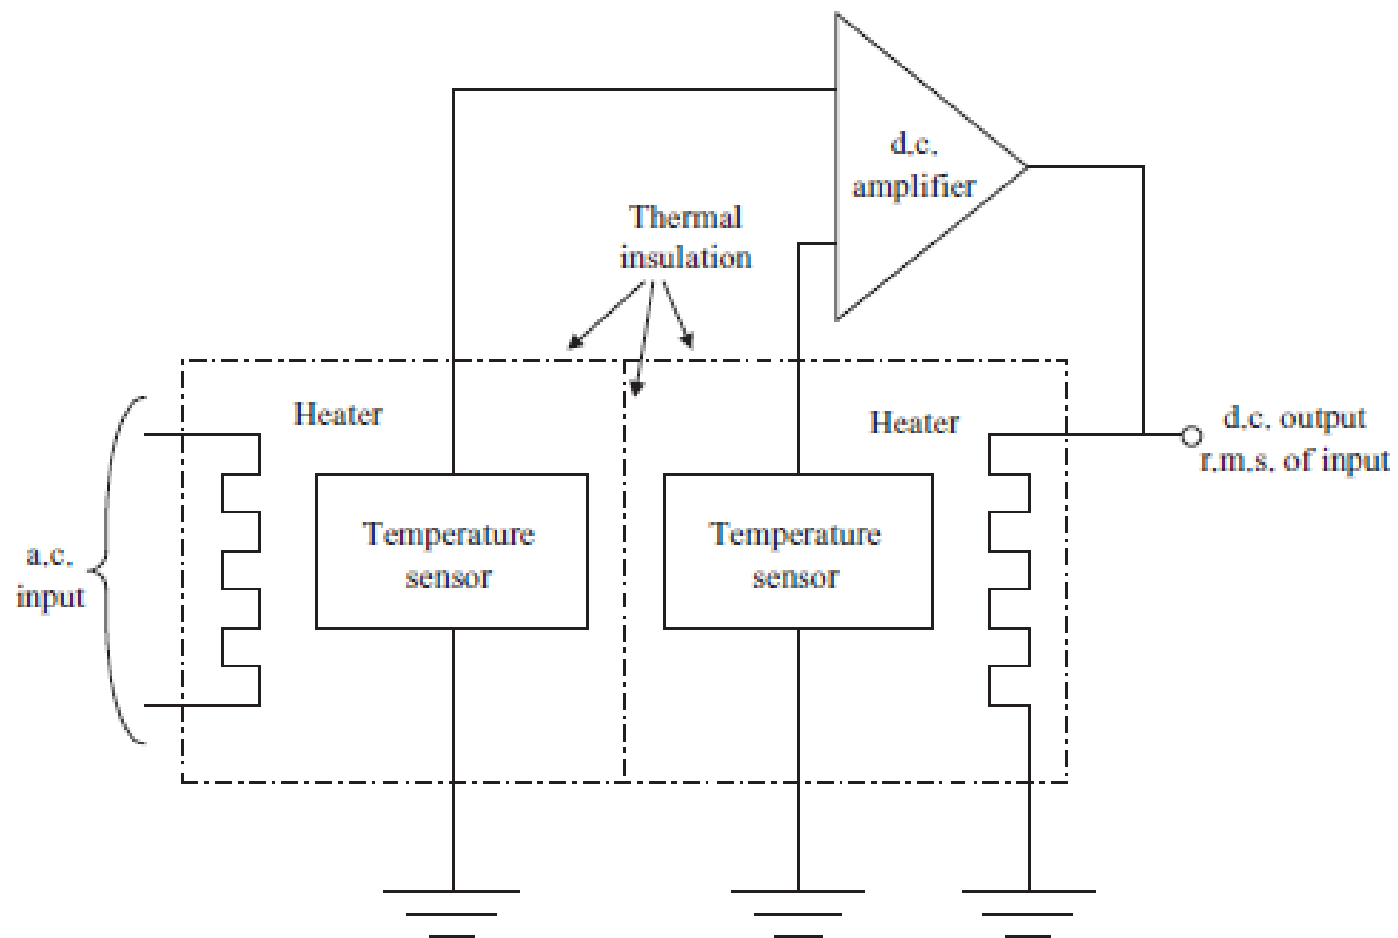 d.c.
amplifier
Thermal
insulation
Heater
Heater
d.c. output
r.m.s. of input
Temperature
sensor
Temperature
sensor
a.c.
input